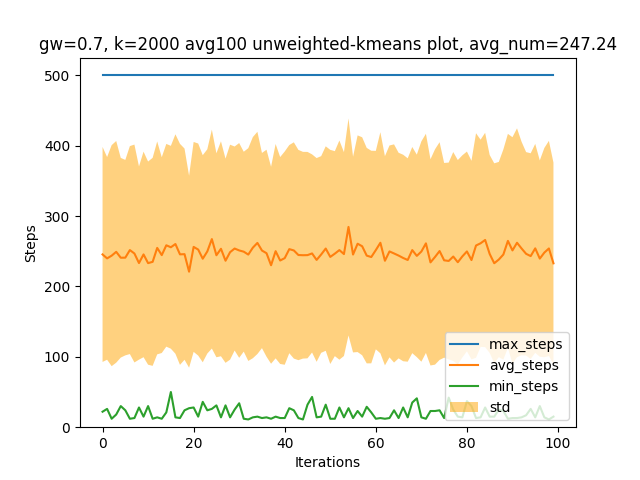 gw=0.7, k=2000 avg100 unweighted-kmeans plot, avg_num=247.24
500
400
300
200
100
0
Steps
max_steps
avg_steps
min_steps
std
0
20
40
60
80
100
Iterations